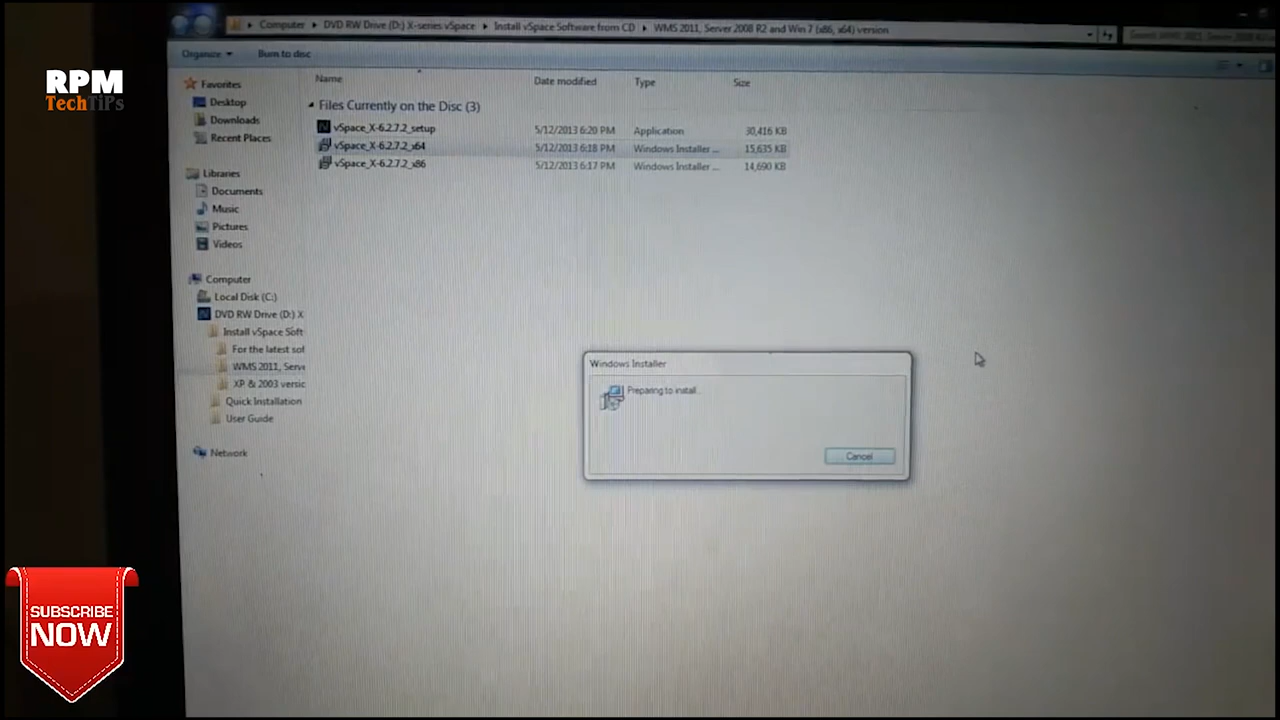 Computer ▸ DVD RW Drive (D:) X-series vSpace ▸ Install vSpace Software from CD ▸ WMS 2011, Server 2008 R2 and Win 7 (x86, x64) version
Organize Burn to disc
RPM
TechTiPs
Favorites
Desktop
Downloads
Recent Places
Libraries
Documents
Music
Pictures
Videos
Computer
Local Disk (C:)
DVD RW Drive (D:) X
Install vSpace Soft
For the latest sof
WMS 2011, Serve
XP & 2003 versic
Quick Installation
User Guide
Network
Name Date modified Type Size
Files Currently on the Disc (3)
vSpace_X-6.2.7.2_setup 5/12/2013 6:20 PM Application 30,416 KB
vSpace_X-6.2.7.2_x64 5/12/2013 6:18 PM Windows Installer ... 15,635 KB
vSpace_X-6.2.7.2_x86 5/12/2013 6:17 PM Windows Installer ... 14,690 KB
Windows Installer
Preparing to install...
Cancel
SUBSCRIBE
NOW